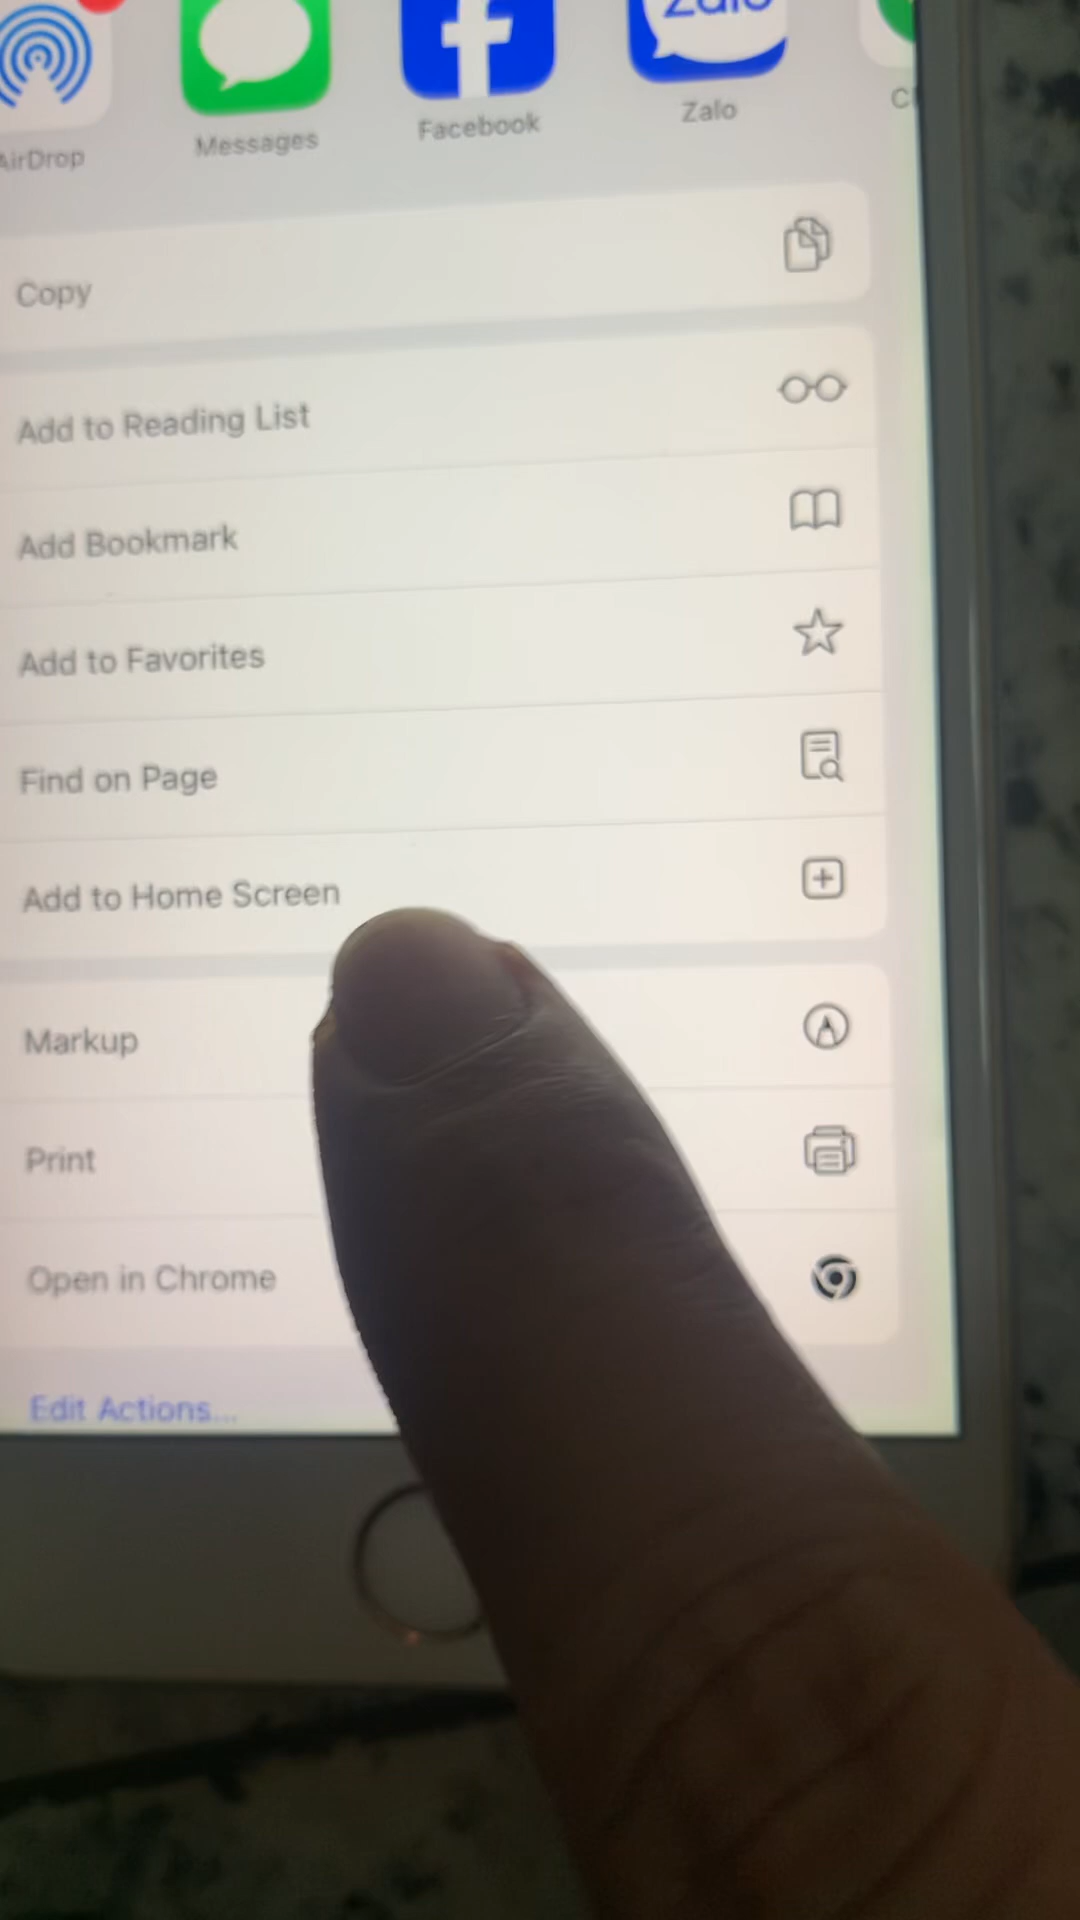 Zalo
AirDrop
Messages
Facebook
Zalo
Copy
Add to Reading List
Add Bookmark
Add to Favorites
Find on Page
Add to Home Screen
Markup
Print
Open in Chrome
Edit Actions...